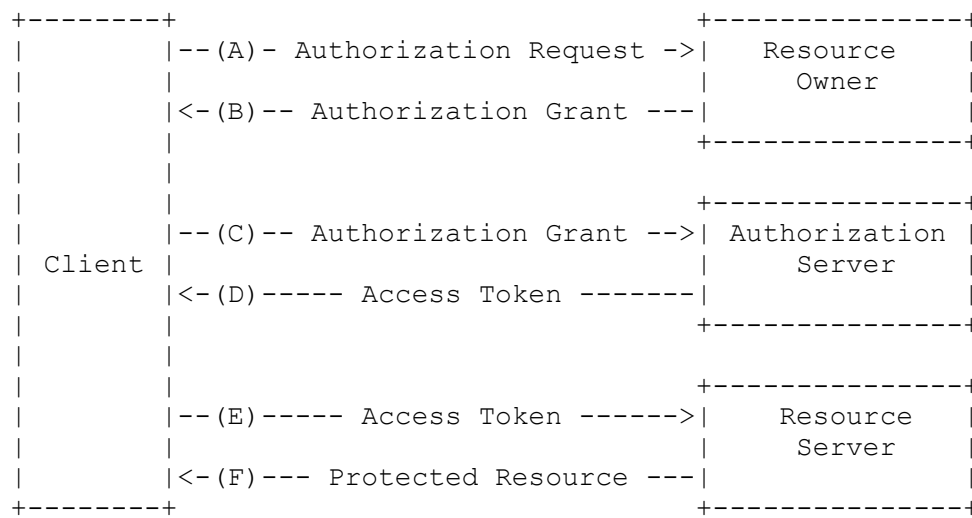 +--------+                               +---------------+
|        |--(A)- Authorization Request ->|   Resource    |
|        |                               |     Owner     |
|        |<-(B)-- Authorization Grant ---|               |
|        |                               +---------------+
|        |
|        |                               +---------------+
|        |--(C)-- Authorization Grant -->| Authorization |
| Client |                               |     Server    |
|        |<-(D)----- Access Token -------|               |
|        |                               +---------------+
|        |
|        |                               +---------------+
|        |--(E)----- Access Token ------>|    Resource   |
|        |                               |     Server    |
|        |<-(F)--- Protected Resource ---|               |
+--------+                               +---------------+